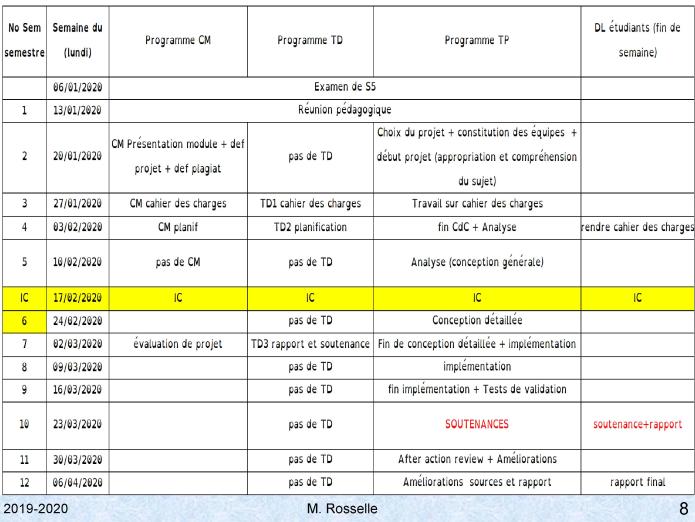 No Sem semestre | Semaine du (lundi) | Programme CM | Programme TD | Programme TP | DL étudiants (fin de semaine)
06/01/2020 | Examen de S5
1 | 13/01/2020 | Réunion pédagogique
2 | 20/01/2020 | CM Présentation module + def projet + def plagiat | pas de TD | Choix du projet + constitution des équipes + début projet (appropriation et compréhension du sujet)
3 | 27/01/2020 | CM cahier des charges | TD1 cahier des charges | Travail sur cahier des charges
4 | 03/02/2020 | CM planif | TD2 planification | fin CdC + Analyse | rendre cahier des charges
5 | 10/02/2020 | pas de CM | pas de TD | Analyse (conception générale)
IC | 17/02/2020 | IC | IC | IC | IC
6 | 24/02/2020 | pas de TD | Conception détaillée
7 | 02/03/2020 | évaluation de projet | TD3 rapport et soutenance | Fin de conception détaillée + implémentation
8 | 09/03/2020 | pas de TD | implémentation
9 | 16/03/2020 | pas de TD | fin implémentation + Tests de validation
10 | 23/03/2020 | pas de TD | SOUTENANCES | soutenance+rapport
11 | 30/03/2020 | pas de TD | After action review + Améliorations
12 | 06/04/2020 | pas de TD | Améliorations sources et rapport | rapport final
2019-2020 M. Rosselle 8